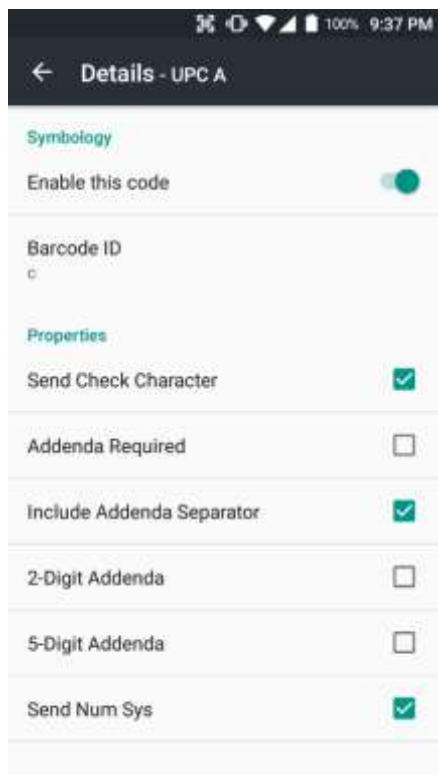 100% 9:37 PM
Details - UPC A
Symbology
Enable this code
Barcode ID
c
Properties
Send Check Character
Addenda Required
Include Addenda Separator
2-Digit Addenda
5-Digit Addenda
Send Num Sys